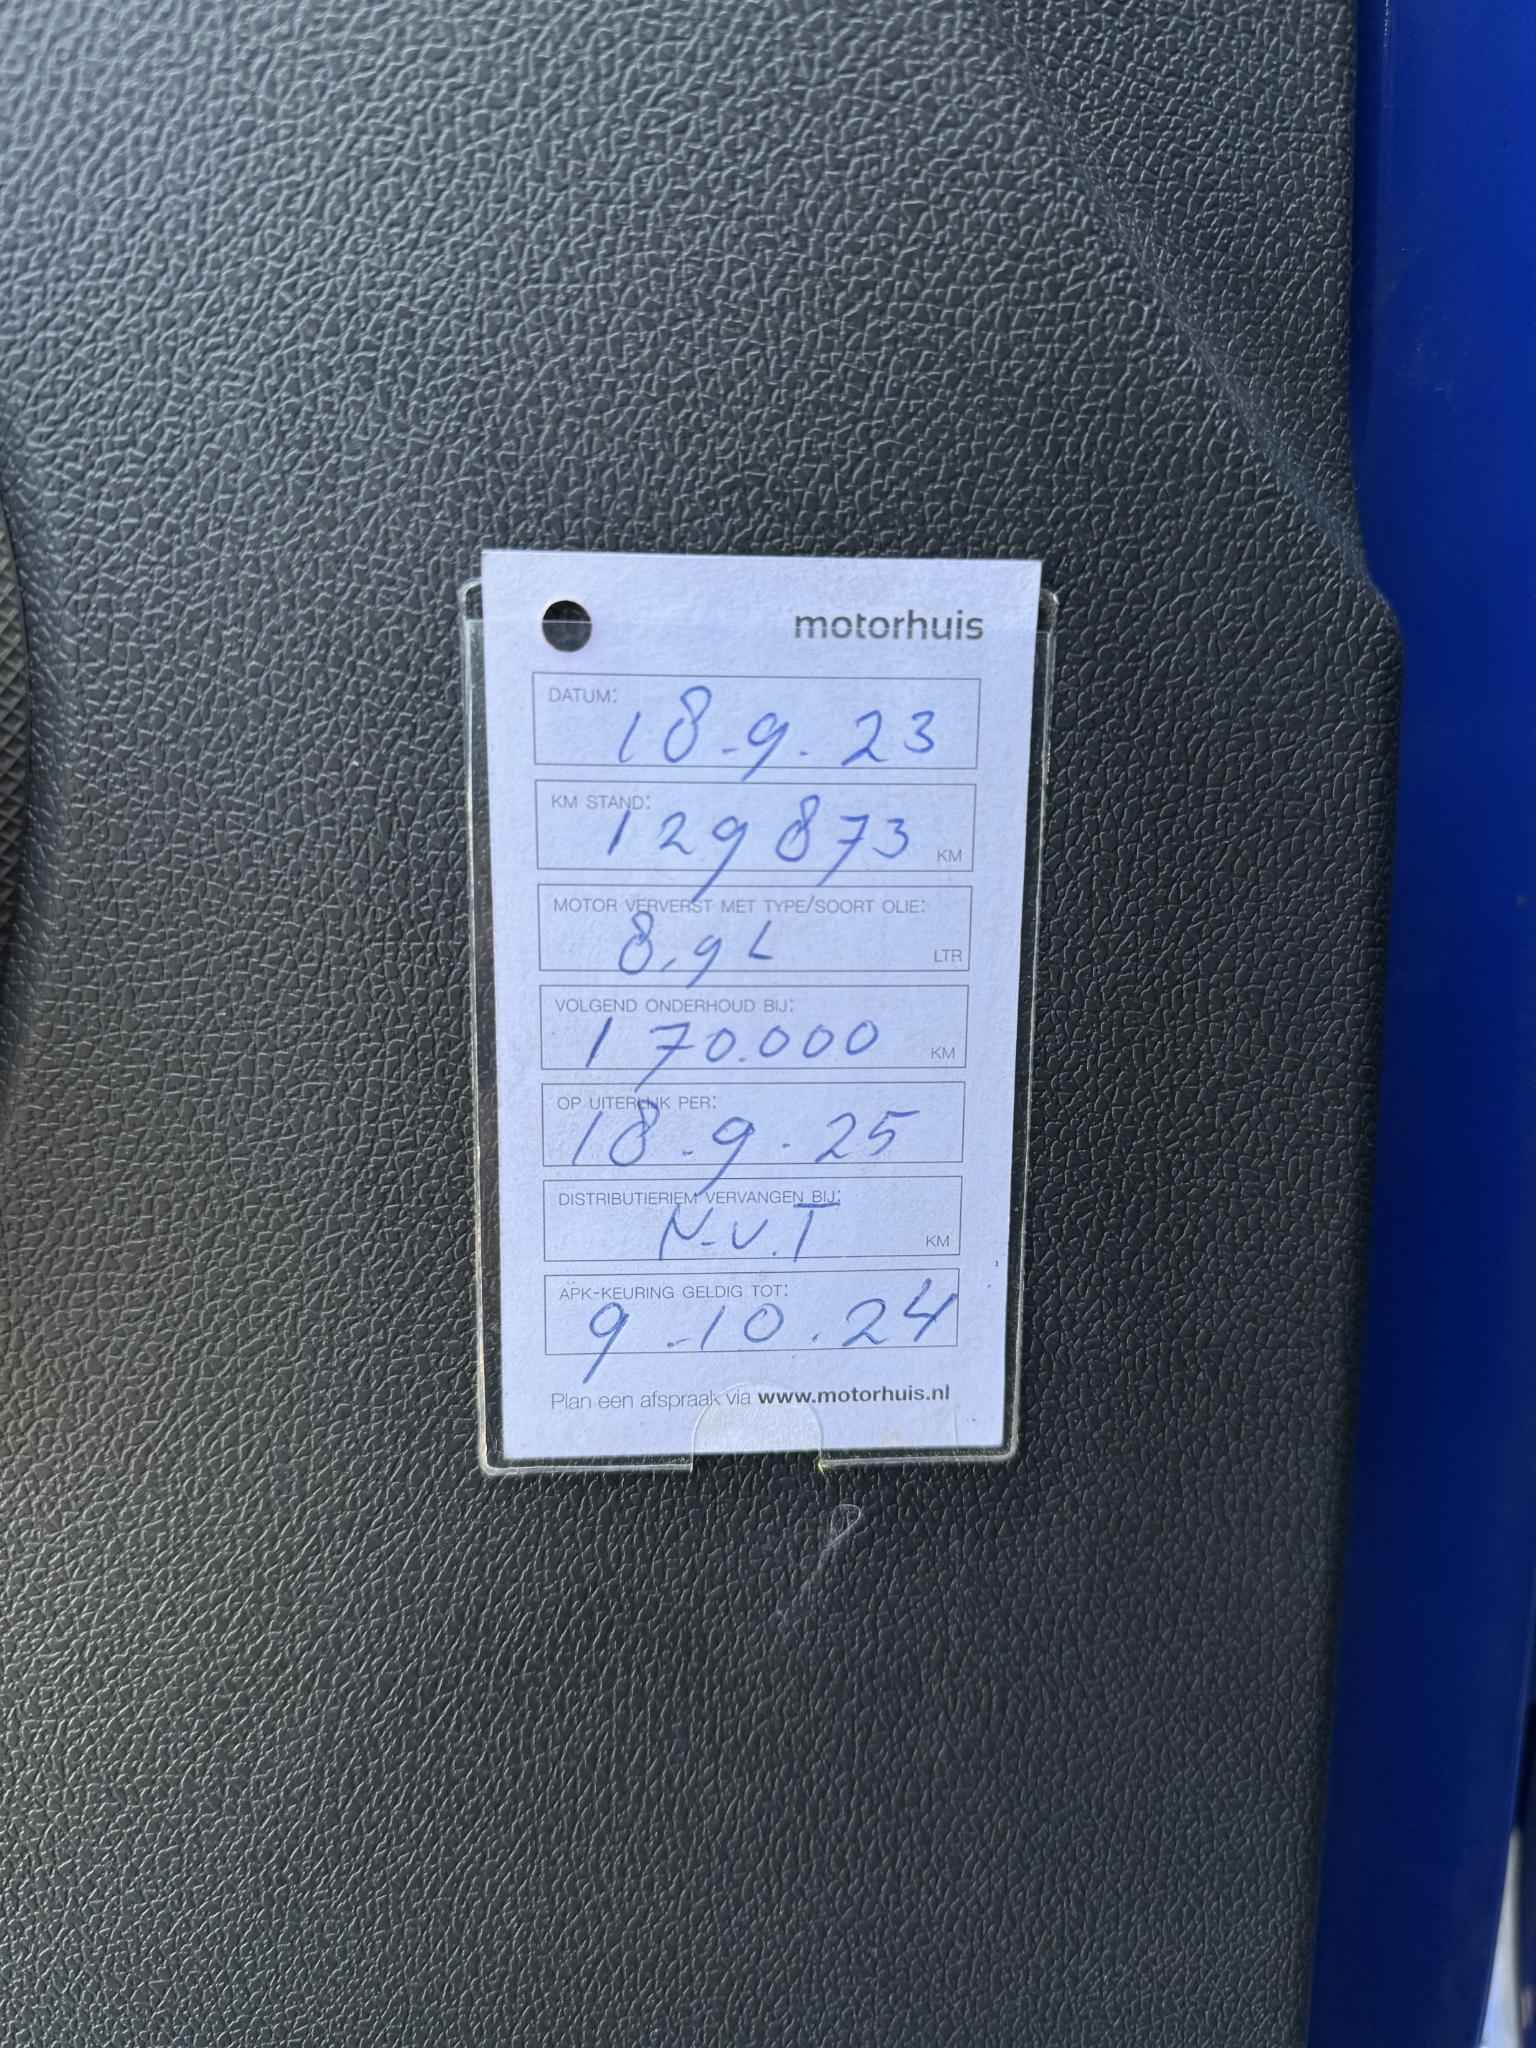 motorhuis
DATUM:
18-9.23
KM STAND:
129873 KM
MOTOR VERVERST MET TYPE/SOORT OLIE:
8,9 L LTR
VOLGEND ONDERHOUD BIJ:
170.000 KM
OP UITERLIJK PER:
18-9.25
DISTRIBUTIERIEM VERVANGEN BIJ:
N.V.T KM
APK-KEURING GELDIG TOT:
9-10.24
Plan een afspraak via www.motorhuis.nl